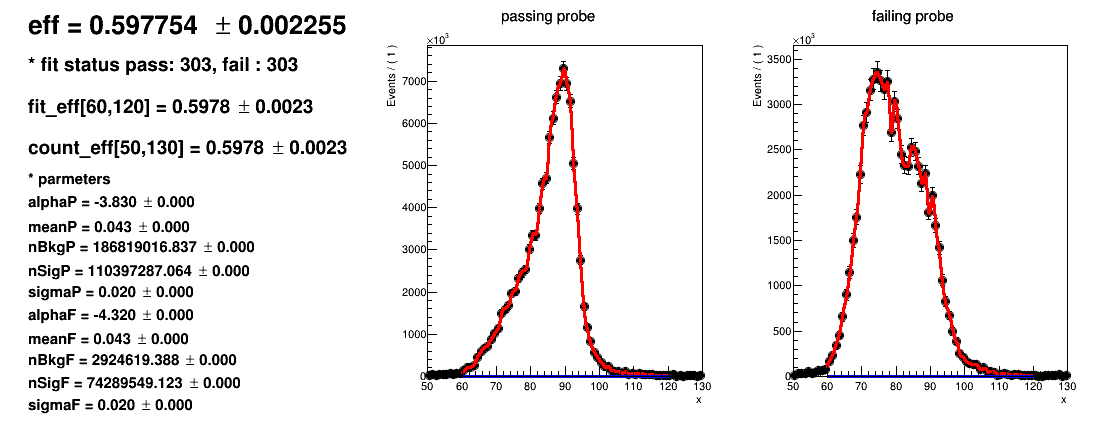 eff = 0.597754 ± 0.002255
* fit status pass: 303, fail : 303
fit_eff[60,120] = 0.5978 ± 0.0023
count_eff[50,130] = 0.5978 ± 0.0023
* parmeters
alphaP = -3.830 ± 0.000
meanP = 0.043 ± 0.000
nBkgP = 186819016.837 ± 0.000
nSigP = 110397287.064 ± 0.000
sigmaP = 0.020 ± 0.000
alphaF = -4.320 ± 0.000
meanF = 0.043 ± 0.000
nBkgF = 2924619.388 ± 0.000
nSigF = 74289549.123 ± 0.000
sigmaF = 0.020 ± 0.000
passing probe
×10³
Events / ( 1 )
7000
6000
5000
4000
3000
2000
1000
0
50 60 70 80 90 100 110 120 130
x
failing probe
×10³
Events / ( 1 )
3500
3000
2500
2000
1500
1000
500
0
50 60 70 80 90 100 110 120 130
x